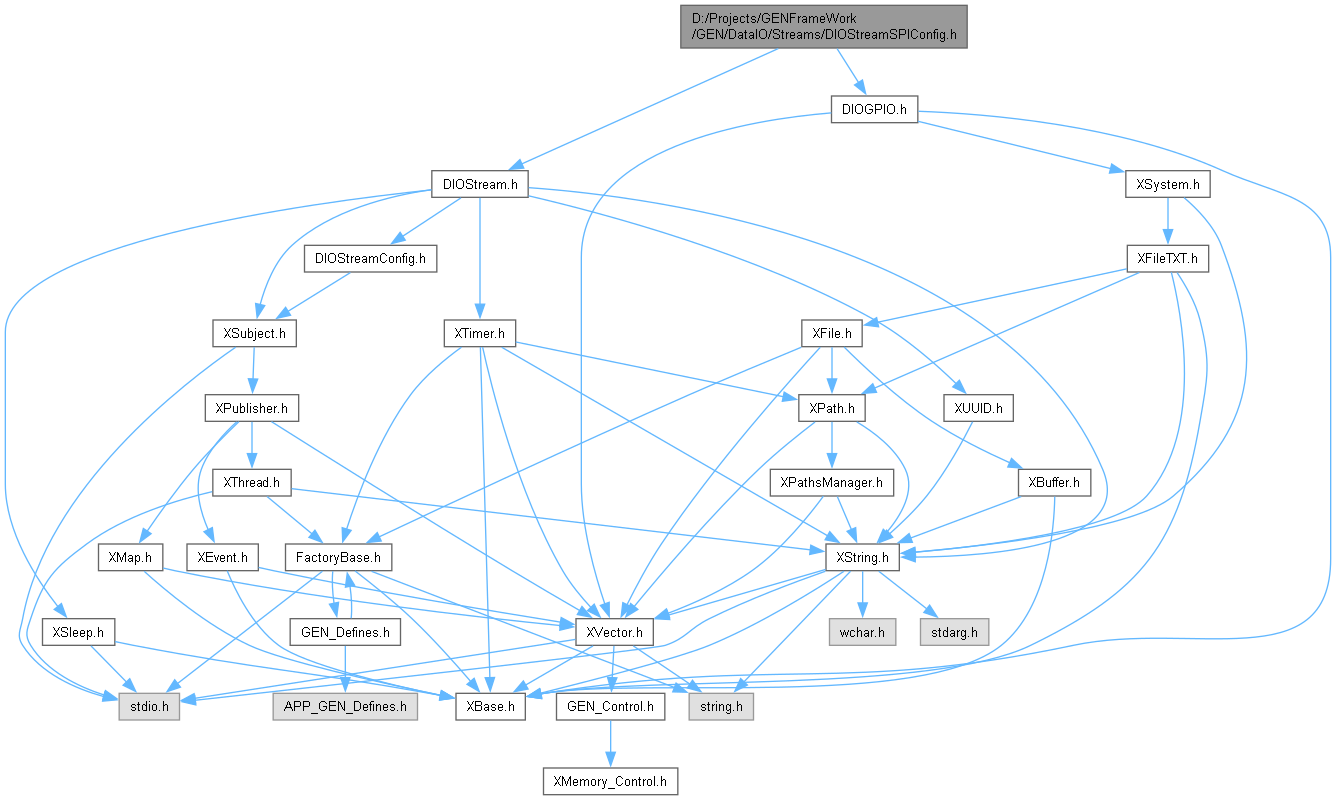 D:/Projects/GENFrameWork
/GEN/DataIO/Streams/DIOStreamSPIConfig.h
DIOGPIO.h
DIOStream.h
XSystem.h
DIOStreamConfig.h
XFileTXT.h
XSubject.h
XTimer.h
XFile.h
XPublisher.h
XPath.h
XUUID.h
XThread.h
XPathsManager.h
XBuffer.h
XMap.h
XEvent.h
FactoryBase.h
XString.h
XSleep.h
GEN_Defines.h
XVector.h
wchar.h
stdarg.h
stdio.h
APP_GEN_Defines.h
XBase.h
GEN_Control.h
string.h
XMemory_Control.h